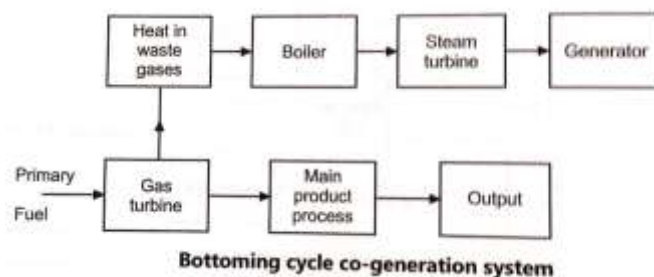 Heat in
waste
gases
Boiler
Steam
turbine
Generator
Primary
Fuel
Gas
turbine
Main
product
process
Output
Bottoming cycle co-generation system